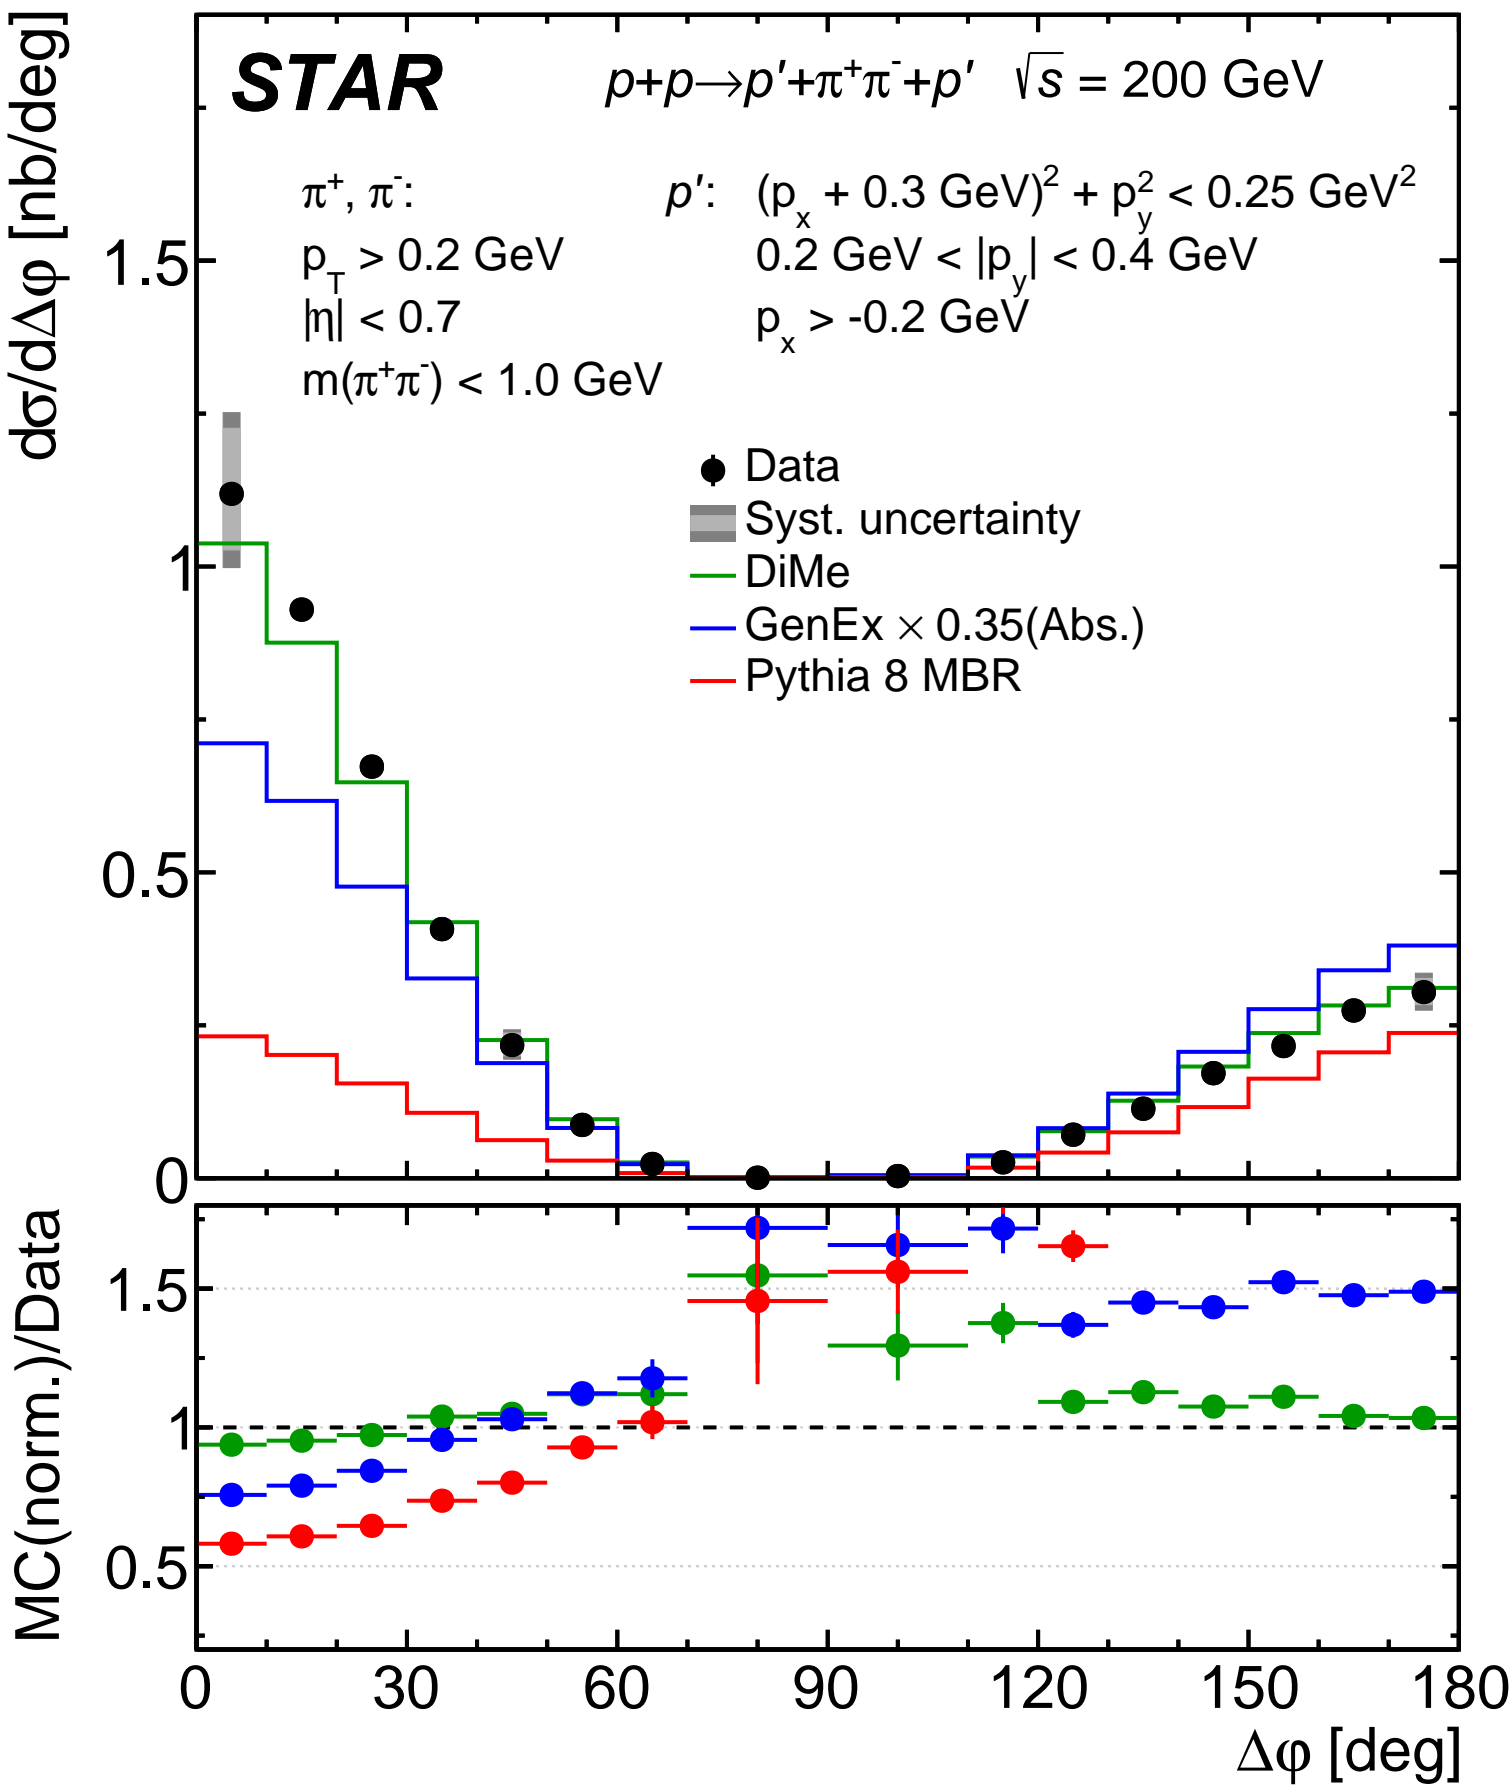 STAR p+p→p′+π⁺π⁻+p′ √s = 200 GeV
π⁺, π⁻: p′: (pₓ + 0.3 GeV)² + p_y² < 0.25 GeV²
p_T > 0.2 GeV 0.2 GeV < |p_y| < 0.4 GeV
|η| < 0.7 pₓ > -0.2 GeV
m(π⁺π⁻) < 1.0 GeV
Data
Syst. uncertainty
DiMe
GenEx × 0.35(Abs.)
Pythia 8 MBR
dσ/dΔφ [nb/deg]
1.5
1
0.5
0
MC(norm.)/Data
1.5
1
0.5
0 30 60 90 120 150 180
Δφ [deg]